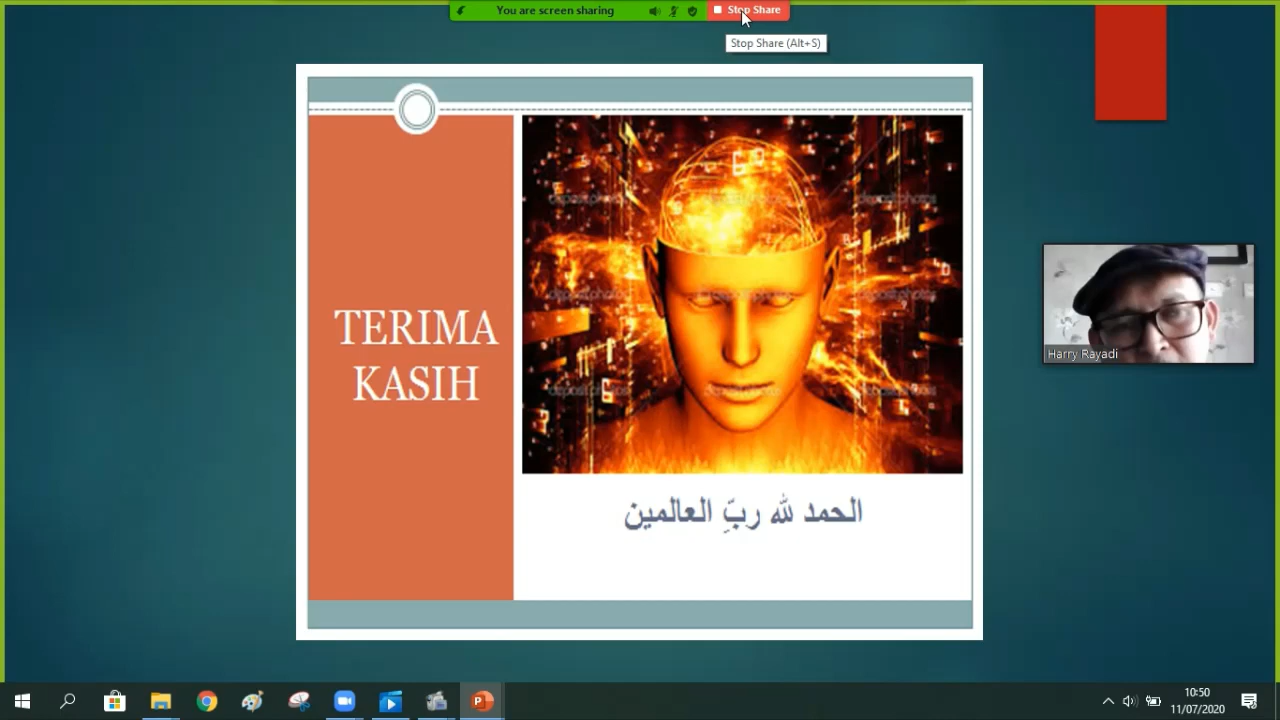 You are screen sharing
Stop Share
Stop Share (Alt+S)
TERIMA
KASIH
depositphotos
الحمد لله ربِّ العالمين
Harry Rayadi
10:50
11/07/2020